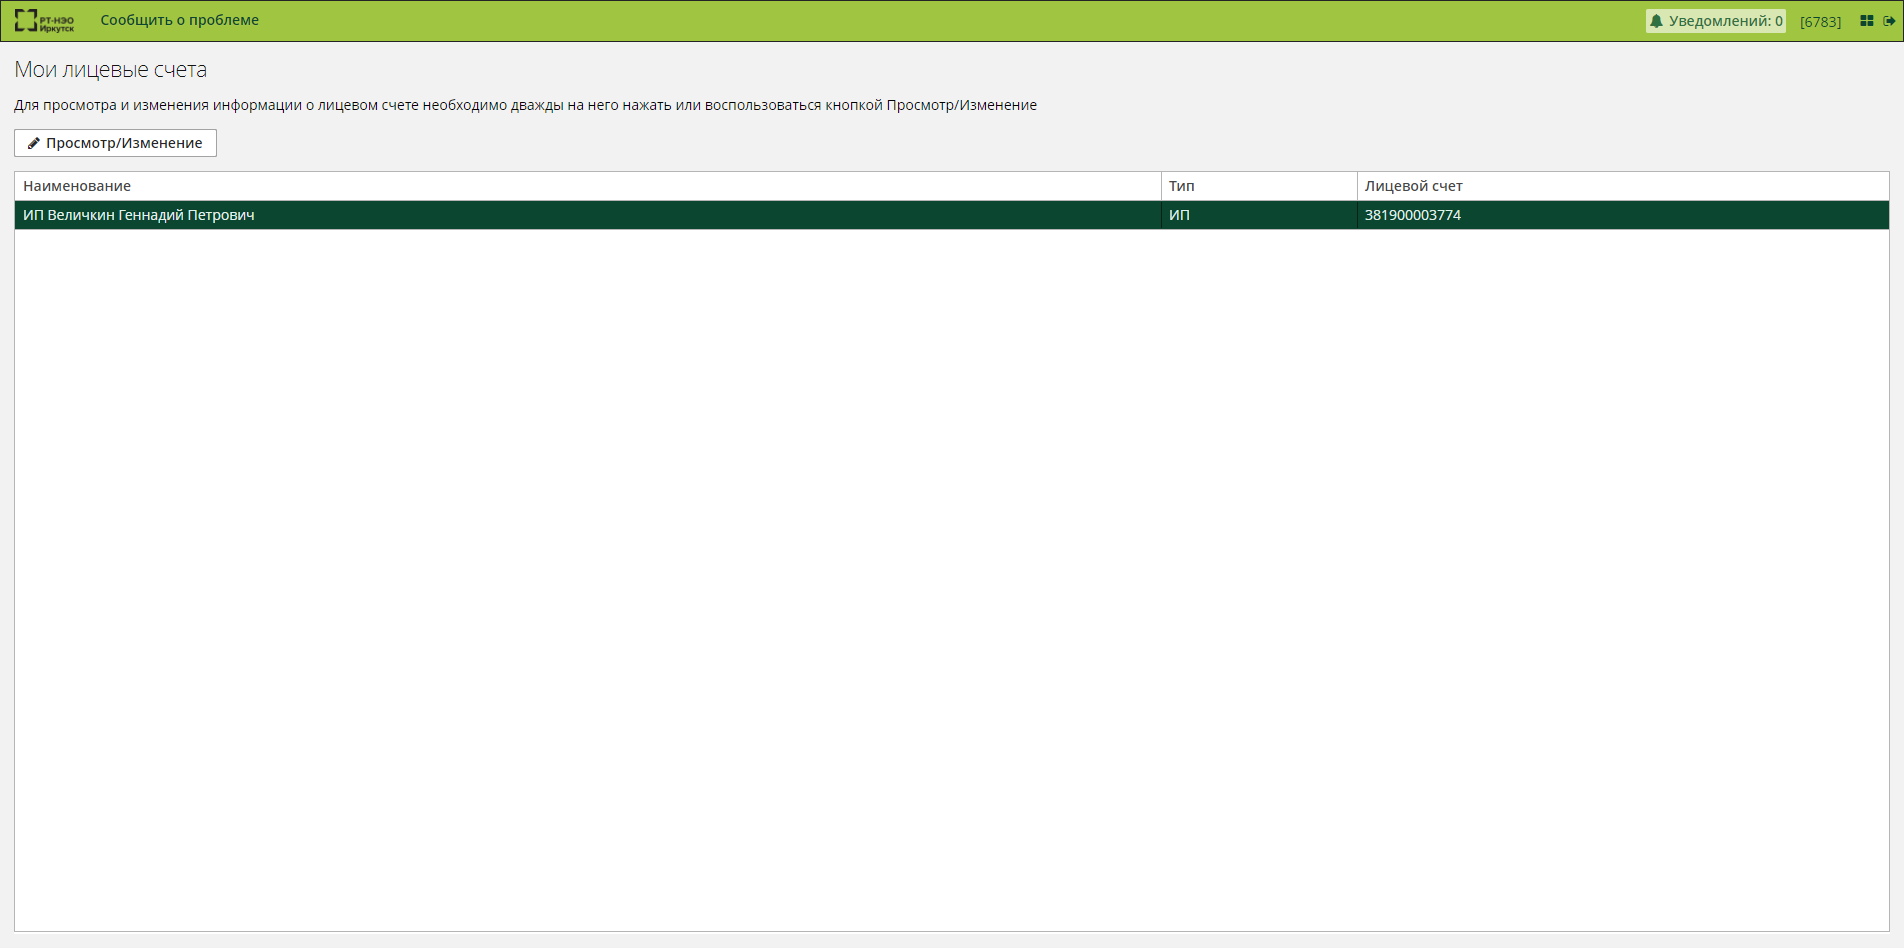 РТ-НЭО
Иркутск
Сообщить о проблеме
Уведомлений: 0
[6783]
Мои лицевые счета
Для просмотра и изменения информации о лицевом счете необходимо дважды на него нажать или воспользоваться кнопкой Просмотр/Изменение
Просмотр/Изменение
Наименование Тип Лицевой счет
ИП Величкин Геннадий Петрович ИП 381900003774